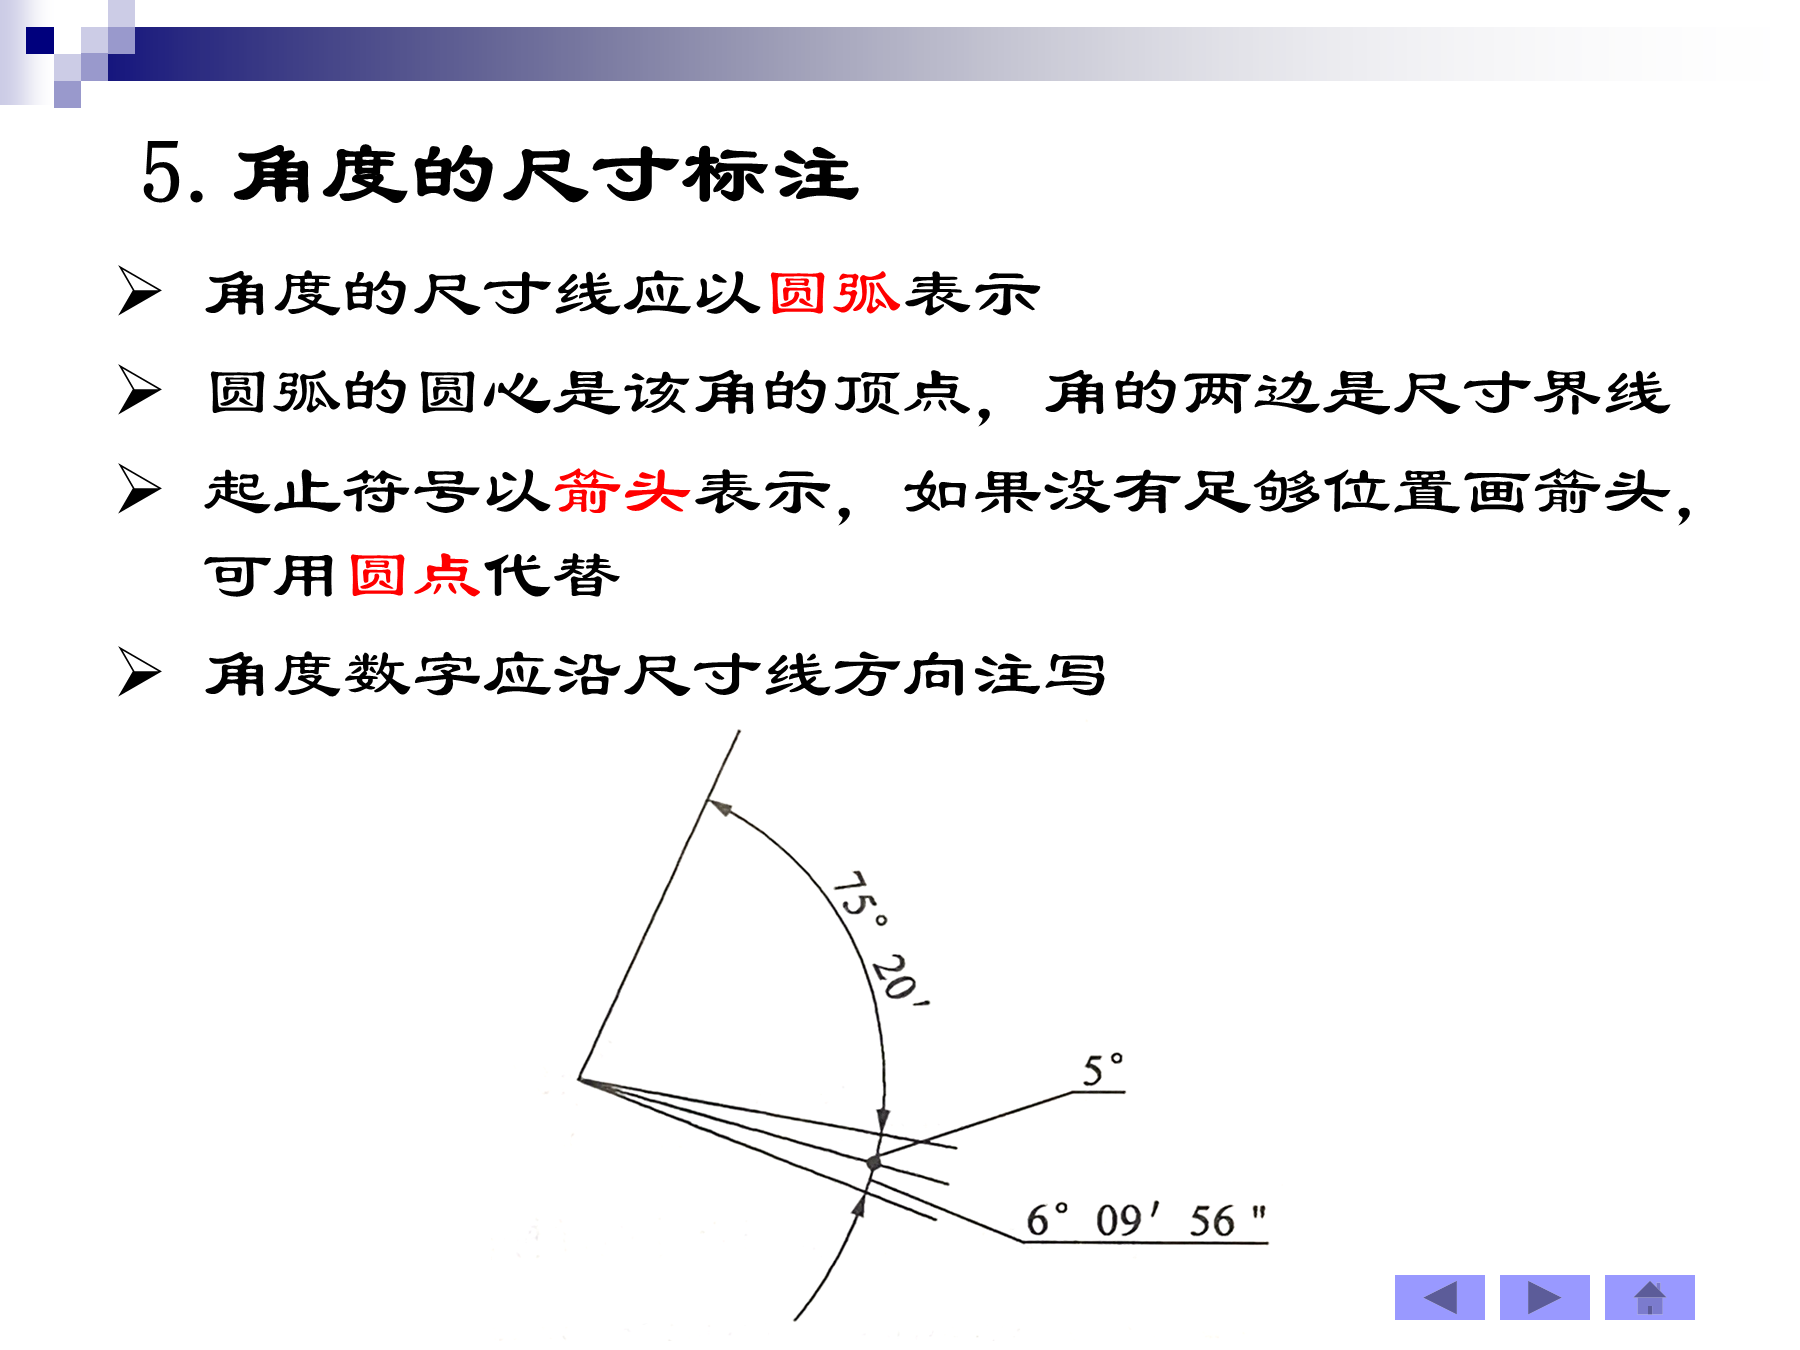 5.角度的尺寸标注
角度的尺寸线应以圆弧表示
圆弧的圆心是该角的顶点，角的两边是尺寸界线
起止符号以箭头表示，如果没有足够位置画箭头，
可用圆点代替
角度数字应沿尺寸线方向注写
75° 20′
5°
6° 09′ 56"